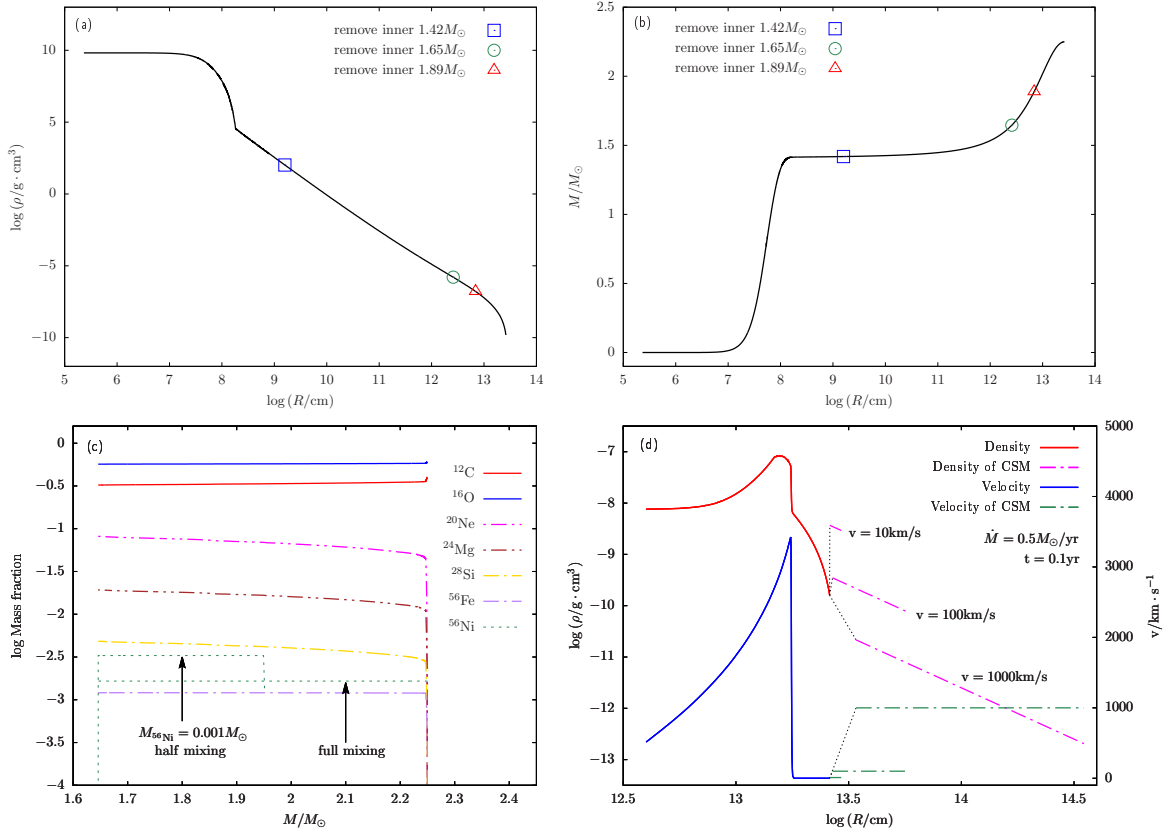 (a)
remove inner 1.42M⊙
remove inner 1.65M⊙
remove inner 1.89M⊙
10
5
0
−5
−10
log (ρ/g · cm³)
5 6 7 8 9 10 11 12 13 14
log (R/cm)
(b)
remove inner 1.42M⊙
remove inner 1.65M⊙
remove inner 1.89M⊙
2.5
2
1.5
1
0.5
0
M/M⊙
5 6 7 8 9 10 11 12 13 14
log (R/cm)
(c)
¹²C
¹⁶O
²⁰Ne
²⁴Mg
²⁸Si
⁵⁶Fe
⁵⁶Ni
0
−0.5
−1
−1.5
−2
−2.5
−3
−3.5
−4
log Mass fraction
M₅₆Ni = 0.001M⊙
half mixing
full mixing
1.6 1.7 1.8 1.9 2 2.1 2.2 2.3 2.4
M/M⊙
(d)
Density
Density of CSM
Velocity
Velocity of CSM
Ṁ = 0.5M⊙/yr
t = 0.1yr
v = 10km/s
v = 100km/s
v = 1000km/s
−7
−8
−9
−10
−11
−12
−13
log (ρ/g · cm³)
5000
4000
3000
2000
1000
0
v/km · s⁻¹
12.5 13 13.5 14 14.5
log (R/cm)